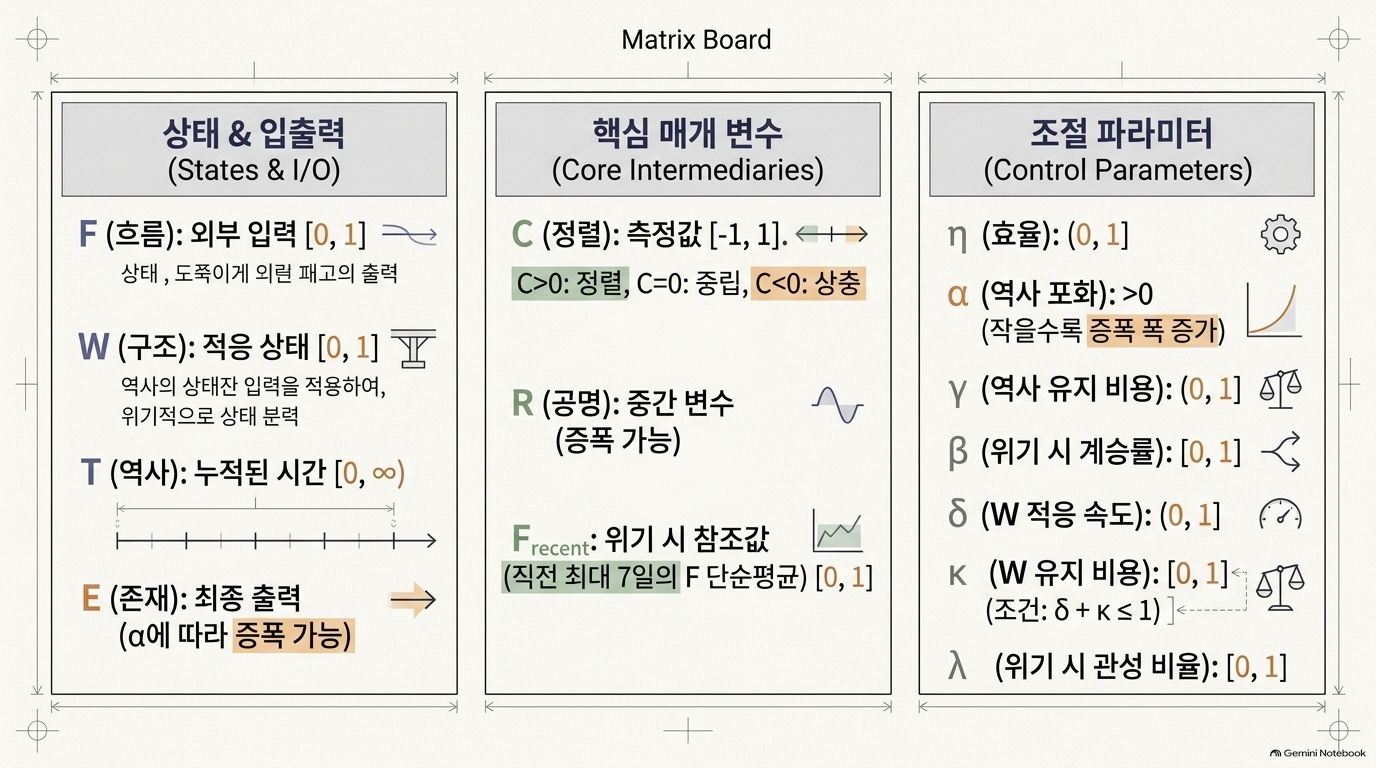 Matrix Board
상태 & 입출력
(States & I/O)
F (흐름): 외부 입력 [0, 1]
상태 , 도쭉이게 외럴 패고의 출력
W (구조): 적응 상태 [0, 1]
역사의 상태잔 입력을 적용하여,
위기적으로 상태 분력
T (역사): 누적된 시간 [0, ∞)
E (존재): 최종 출력
(α에 따라 증폭 가능)
핵심 매개 변수
(Core Intermediaries)
C (정렬): 측정값 [-1, 1].
C>0: 정렬, C=0: 중립, C<0: 상충
R (공명): 중간 변수
(증폭 가능)
Frecent: 위기 시 참조값
(직전 최대 7일의 F 단순평균) [0, 1]
조절 파라미터
(Control Parameters)
η (효율): (0, 1]
α (역사 포화): >0
(작을수록 증폭 폭 증가)
γ (역사 유지 비용): (0, 1]
β (위기 시 계승률): [0, 1]
δ (W 적응 속도): (0, 1]
κ (W 유지 비용): [0, 1]
(조건: δ + κ ≤ 1)
λ (위기 시 관성 비율): [0, 1]
Gemini Notebook